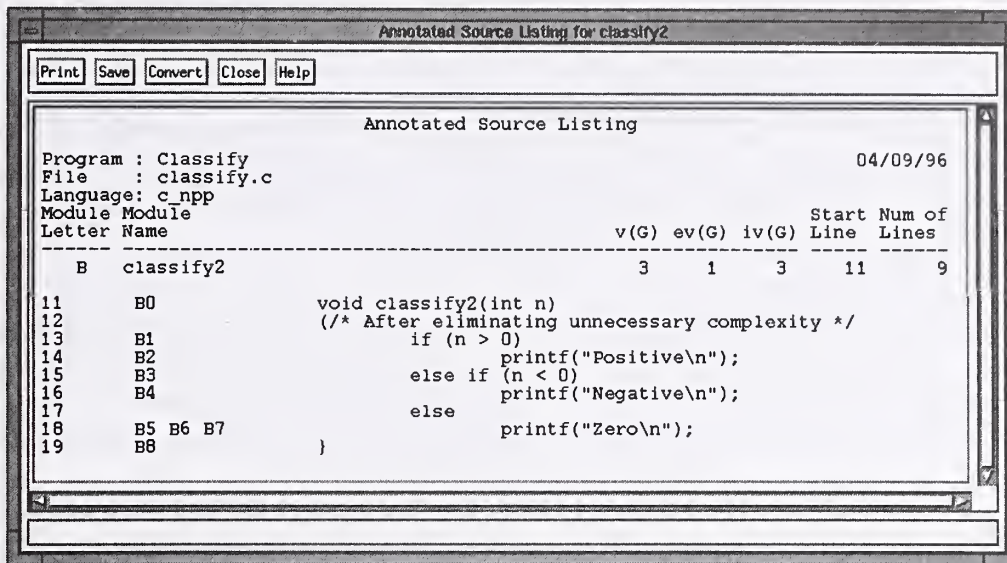 Annotated Source Listing for classify2
Print Save Convert Close Help
Annotated Source Listing
Program : Classify 04/09/96
File : classify.c
Language: c_npp
Module Module Start Num of
Letter Name v(G) ev(G) iv(G) Line Lines
------ ------------------------------------------------ ---- ----- ----- ----- ------
B classify2 3 1 3 11 9
11 B0 void classify2(int n)
12 (/* After eliminating unnecessary complexity */
13 B1 if (n > 0)
14 B2 printf("Positive\n");
15 B3 else if (n < 0)
16 B4 printf("Negative\n");
17 else
18 B5 B6 B7 printf("Zero\n");
19 B8 }